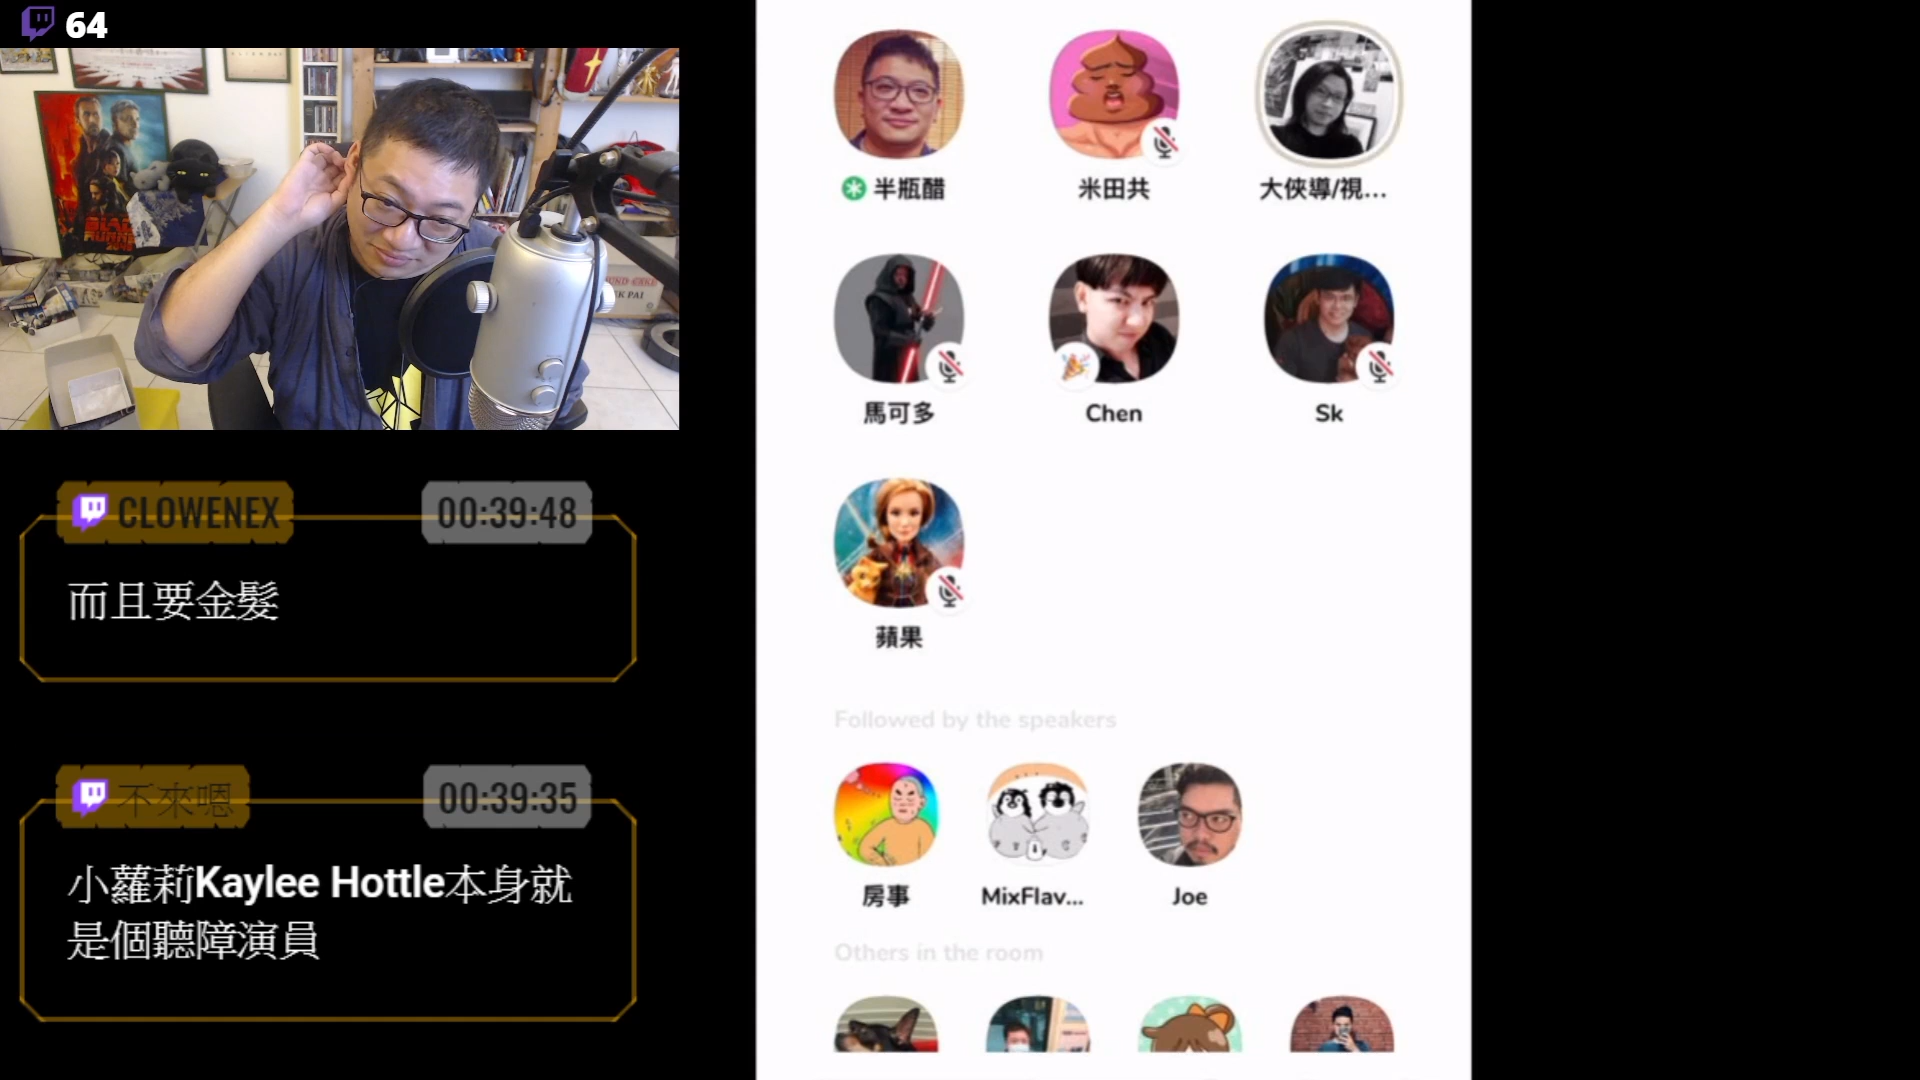 64
CLOWENEX
00:39:48
而且要金髮
不來嗯
00:39:35
小蘿莉Kaylee Hottle本身就
是個聽障演員
半瓶醋
米田共
大俠導/視...
馬可多
Chen
Sk
蘋果
Followed by the speakers
房事
MixFlav...
Joe
Others in the room